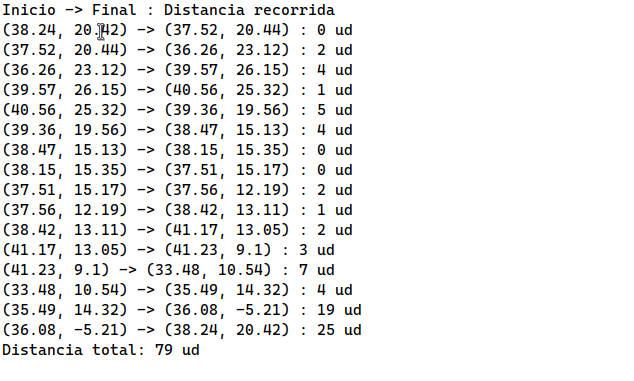 Inicio -> Final : Distancia recorrida
(38.24, 20.42) -> (37.52, 20.44) : 0 ud
(37.52, 20.44) -> (36.26, 23.12) : 2 ud
(36.26, 23.12) -> (39.57, 26.15) : 4 ud
(39.57, 26.15) -> (40.56, 25.32) : 1 ud
(40.56, 25.32) -> (39.36, 19.56) : 5 ud
(39.36, 19.56) -> (38.47, 15.13) : 4 ud
(38.47, 15.13) -> (38.15, 15.35) : 0 ud
(38.15, 15.35) -> (37.51, 15.17) : 0 ud
(37.51, 15.17) -> (37.56, 12.19) : 2 ud
(37.56, 12.19) -> (38.42, 13.11) : 1 ud
(38.42, 13.11) -> (41.17, 13.05) : 2 ud
(41.17, 13.05) -> (41.23, 9.1) : 3 ud
(41.23, 9.1) -> (33.48, 10.54) : 7 ud
(33.48, 10.54) -> (35.49, 14.32) : 4 ud
(35.49, 14.32) -> (36.08, -5.21) : 19 ud
(36.08, -5.21) -> (38.24, 20.42) : 25 ud
Distancia total: 79 ud